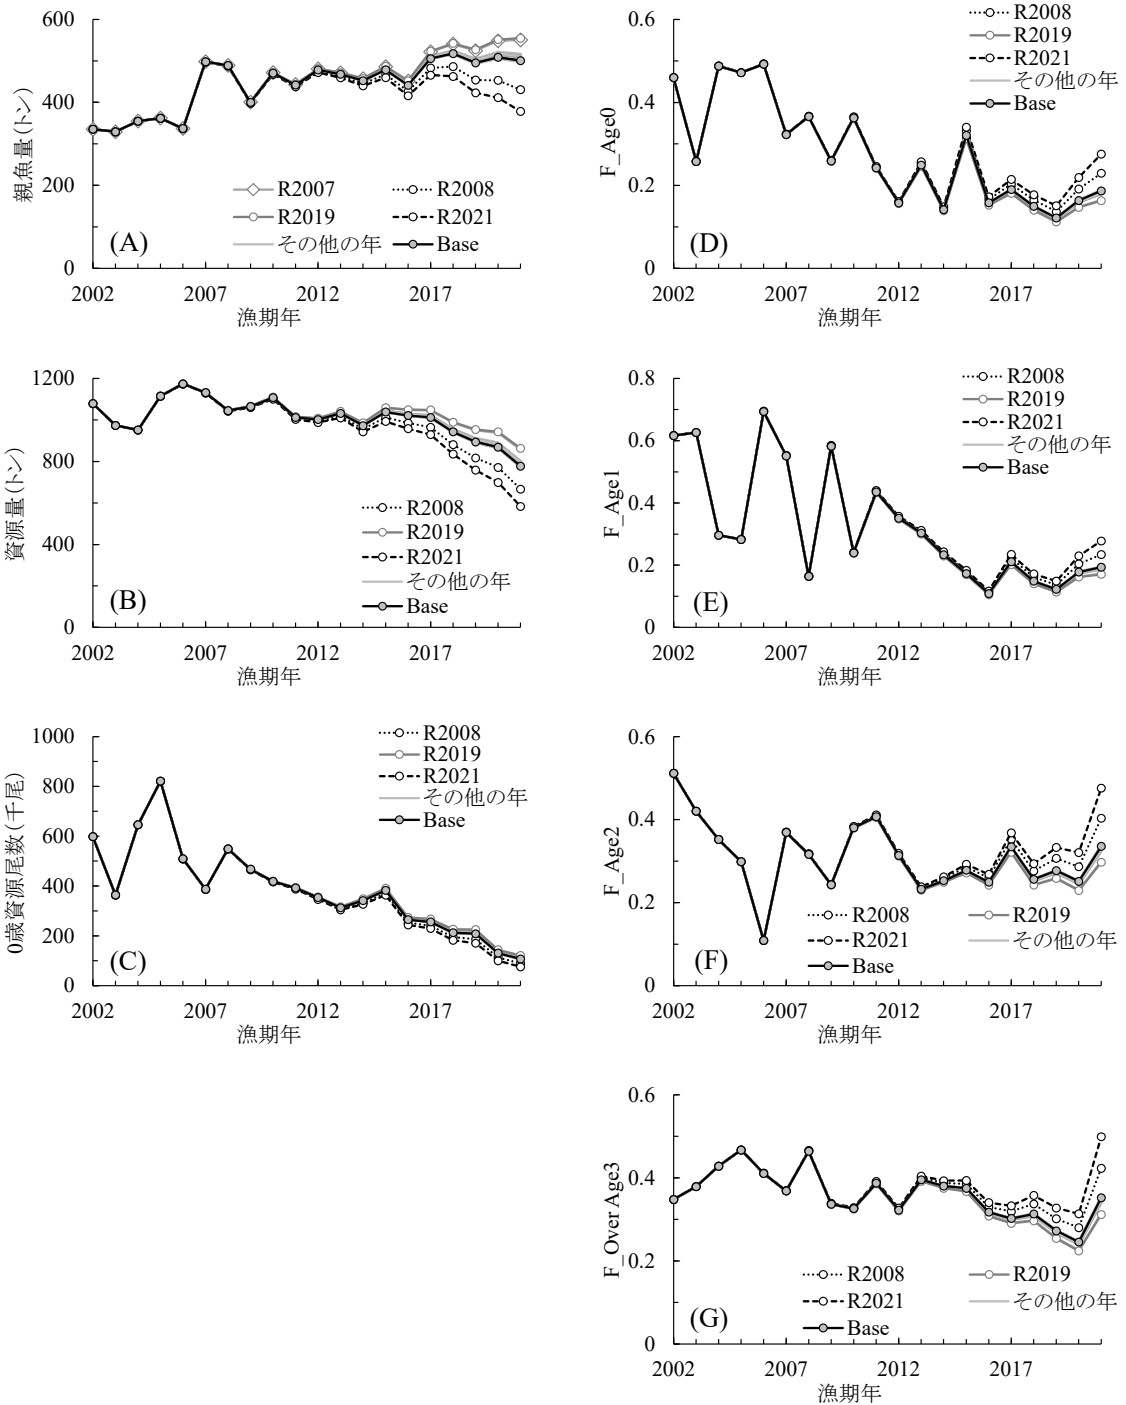 親魚量(トン)
600
400
200
0
R2007
R2008
R2019
R2021
その他の年
Base
(A)
2002
2007
2012
2017
漁期年
F_Age0
0.6
0.4
0.2
0
R2008
R2019
R2021
その他の年
Base
(D)
2002
2007
2012
2017
漁期年
資源量(トン)
1200
800
400
0
R2008
R2019
R2021
その他の年
Base
(B)
2002
2007
2012
2017
漁期年
F_Age1
0.8
0.6
0.4
0.2
0
R2008
R2019
R2021
その他の年
Base
(E)
2002
2007
2012
2017
漁期年
0歳資源尾数(千尾)
1000
800
600
400
200
0
R2008
R2019
R2021
その他の年
Base
(C)
2002
2007
2012
2017
漁期年
F_Age2
0.6
0.4
0.2
0
R2008
R2019
R2021
その他の年
Base
(F)
2002
2007
2012
2017
漁期年
F_Over Age3
0.6
0.4
0.2
0
R2008
R2019
R2021
その他の年
Base
(G)
2002
2007
2012
2017
漁期年